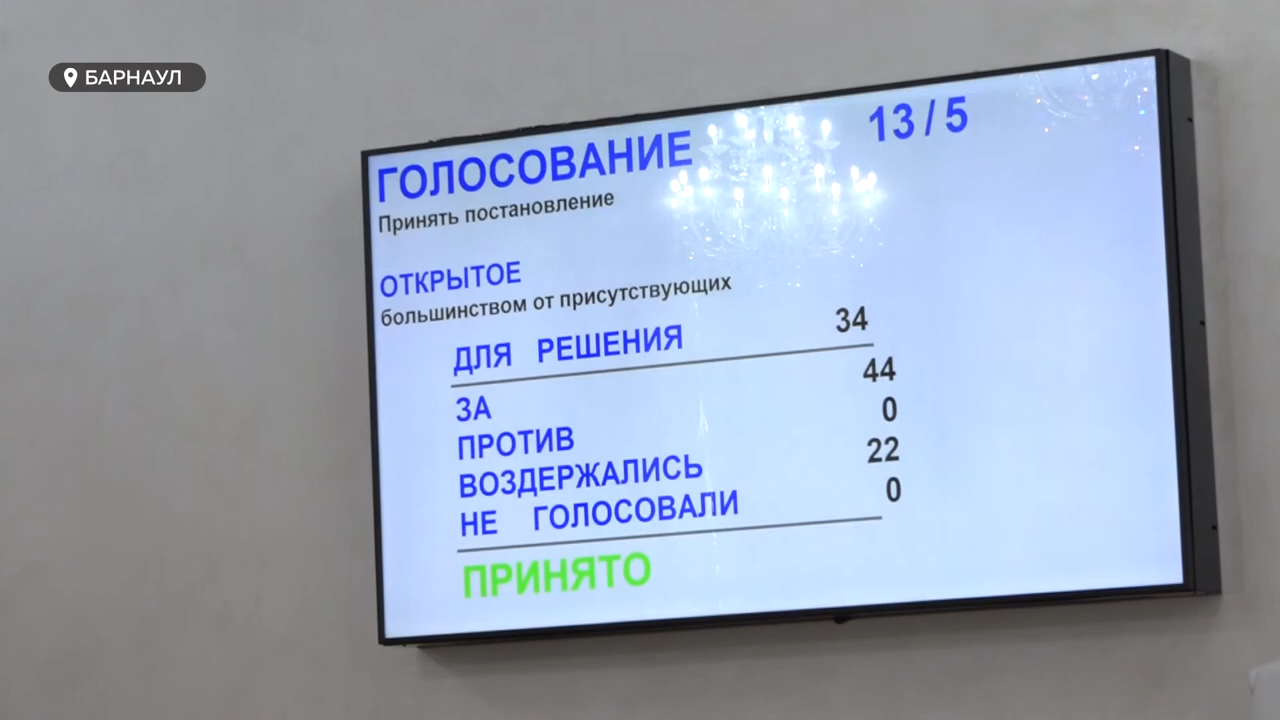 БАРНАУЛ
ГОЛОСОВАНИЕ 13/5
Принять постановление
ОТКРЫТОЕ
большинством от присутствующих
ДЛЯ РЕШЕНИЯ 34
ЗА 44
ПРОТИВ 0
ВОЗДЕРЖАЛИСЬ 22
НЕ ГОЛОСОВАЛИ 0
ПРИНЯТО